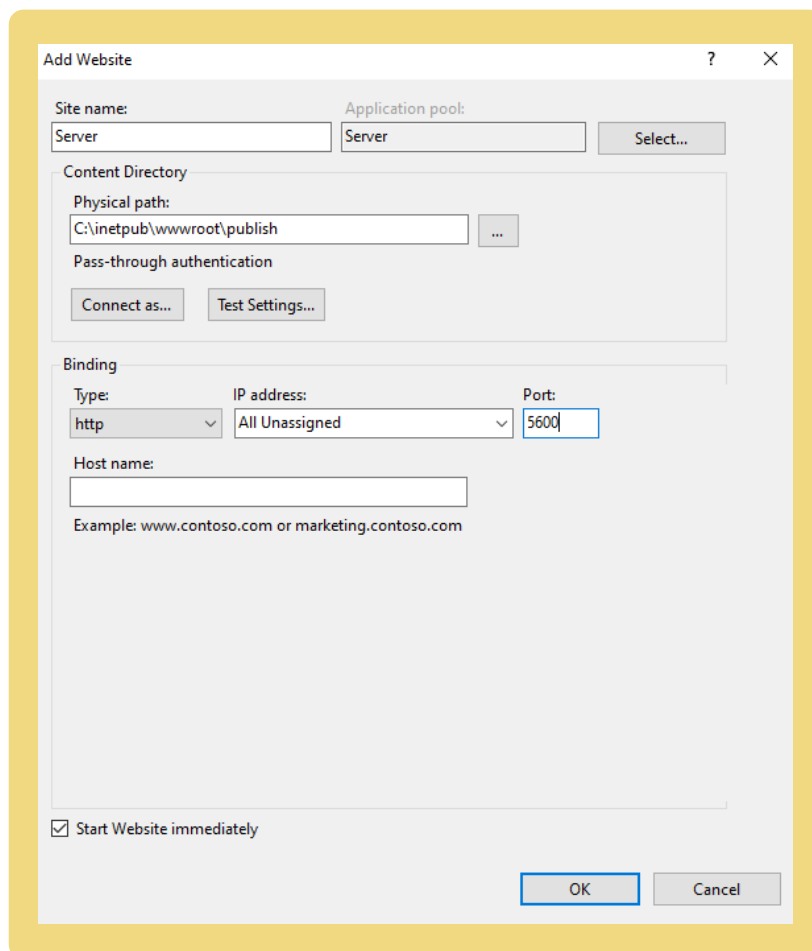 Add Website
?
Site name:
Application pool:
Server
Server
Select...
Content Directory
Physical path:
C:\inetpub\wwwroot\publish
...
Pass-through authentication
Connect as...
Test Settings...
Binding
Type:
IP address:
Port:
http
All Unassigned
5600
Host name:
Example: www.contoso.com or marketing.contoso.com
Start Website immediately
OK
Cancel